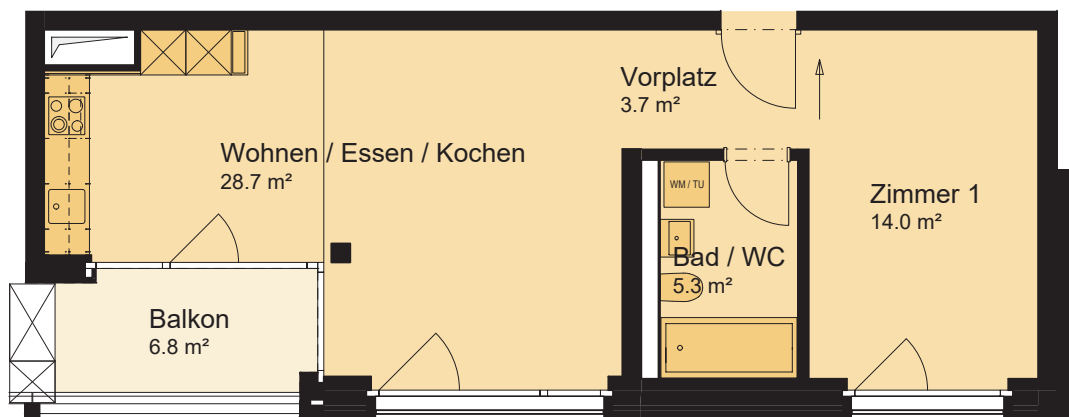 Vorplatz
3.7 m²
Wohnen / Essen / Kochen
28.7 m²
WM / TU
Zimmer 1
14.0 m²
Bad / WC
5.3 m²
Balkon
6.8 m²